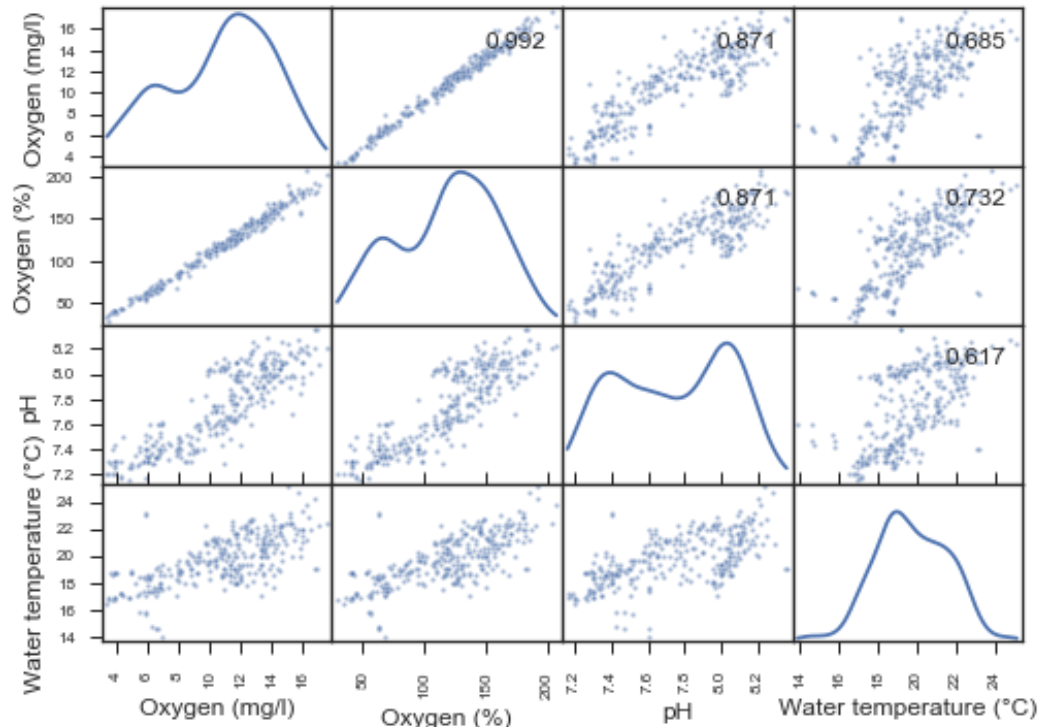 Oxygen (mg/l)
16
14
12
10
8
6
4
0.992
0.871
0.685
Oxygen (%)
200
150
100
50
0.871
0.732
pH
8.2
8.0
7.8
7.6
7.4
7.2
0.617
Water temperature (°C)
24
22
20
18
16
14
4 6 8 10 12 14 16
50 100 150 200
7.2 7.4 7.6 7.8 8.0 8.2
14 16 18 20 22 24
Oxygen (mg/l)
Oxygen (%)
pH
Water temperature (°C)